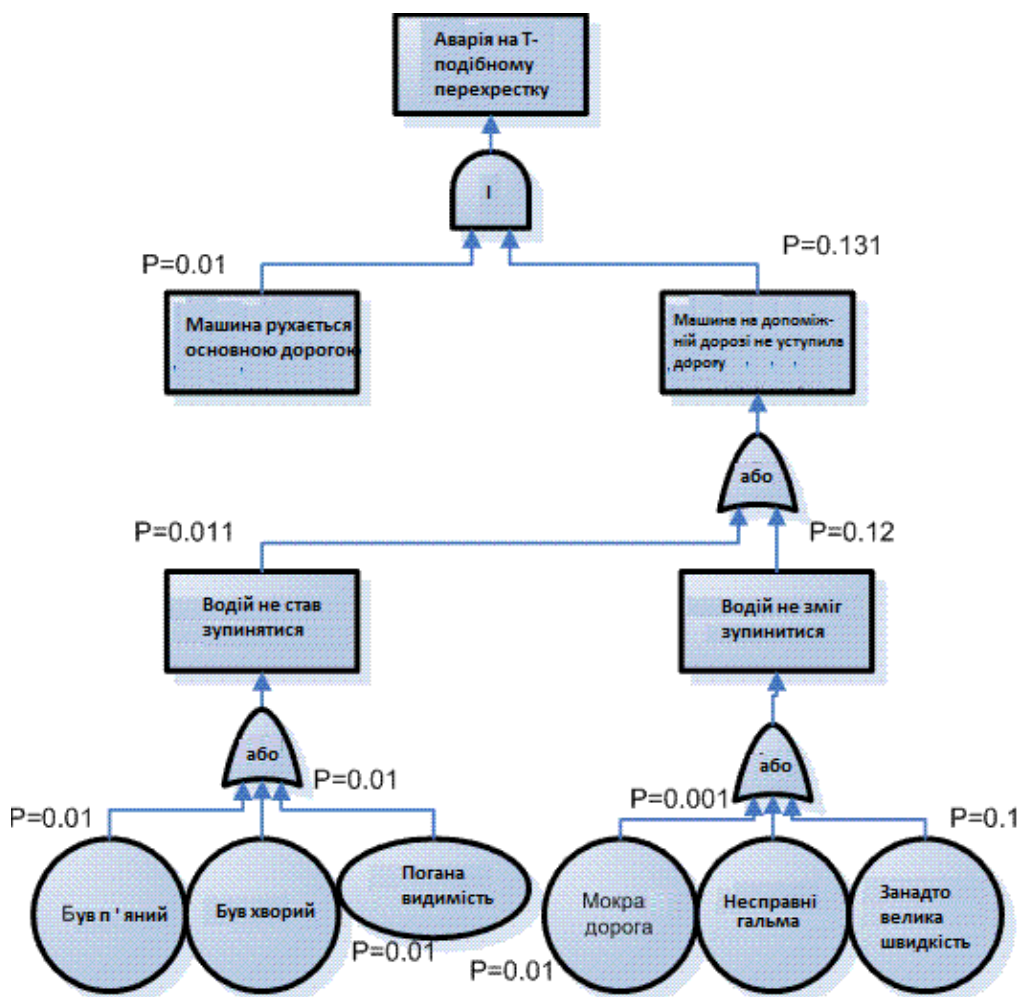 Аварія на Т-
подібному
перехрестку
І
P=0.01
P=0.131
Машина рухається
основною дорогою
Машина на допоміж-
ній дорозі не уступила
дорогу
або
P=0.011
P=0.12
Водій не став
зупинятися
Водій не зміг
зупинитися
або
або
P=0.01
P=0.01
P=0.001
P=0.1
Був п ' яний
Був хворий
Погана
видимість
P=0.01
Мокра
дорога
P=0.01
Несправні
гальма
Занадто
велика
швидкість